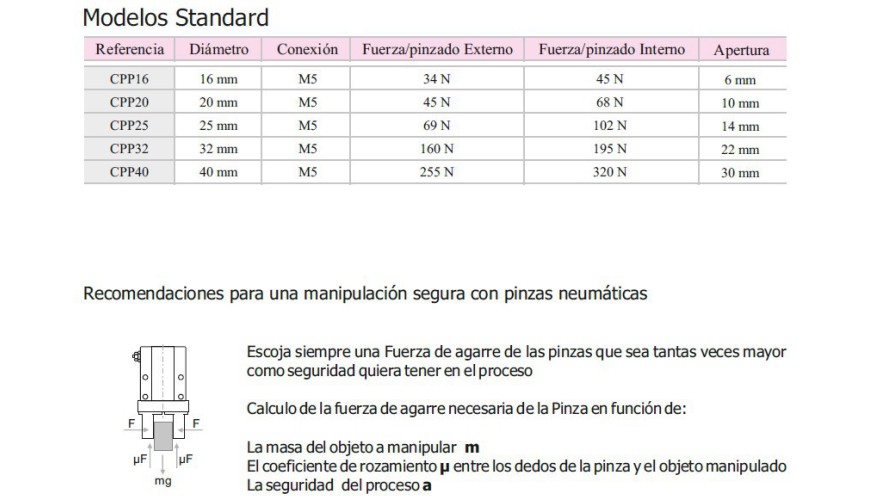 Modelos Standard
Referencia Diámetro Conexión Fuerza/pinzado Externo Fuerza/pinzado Interno Apertura
CPP16 16 mm M5 34 N 45 N 6 mm
CPP20 20 mm M5 45 N 68 N 10 mm
CPP25 25 mm M5 69 N 102 N 14 mm
CPP32 32 mm M5 160 N 195 N 22 mm
CPP40 40 mm M5 255 N 320 N 30 mm
Recomendaciones para una manipulación segura con pinzas neumáticas
Escoja siempre una Fuerza de agarre de las pinzas que sea tantas veces mayor
como seguridad quiera tener en el proceso
Calculo de la fuerza de agarre necesaria de la Pinza en función de:
F F
La masa del objeto a manipular m
µF µF
El coeficiente de rozamiento µ entre los dedos de la pinza y el objeto manipulado
mg
La seguridad del proceso a